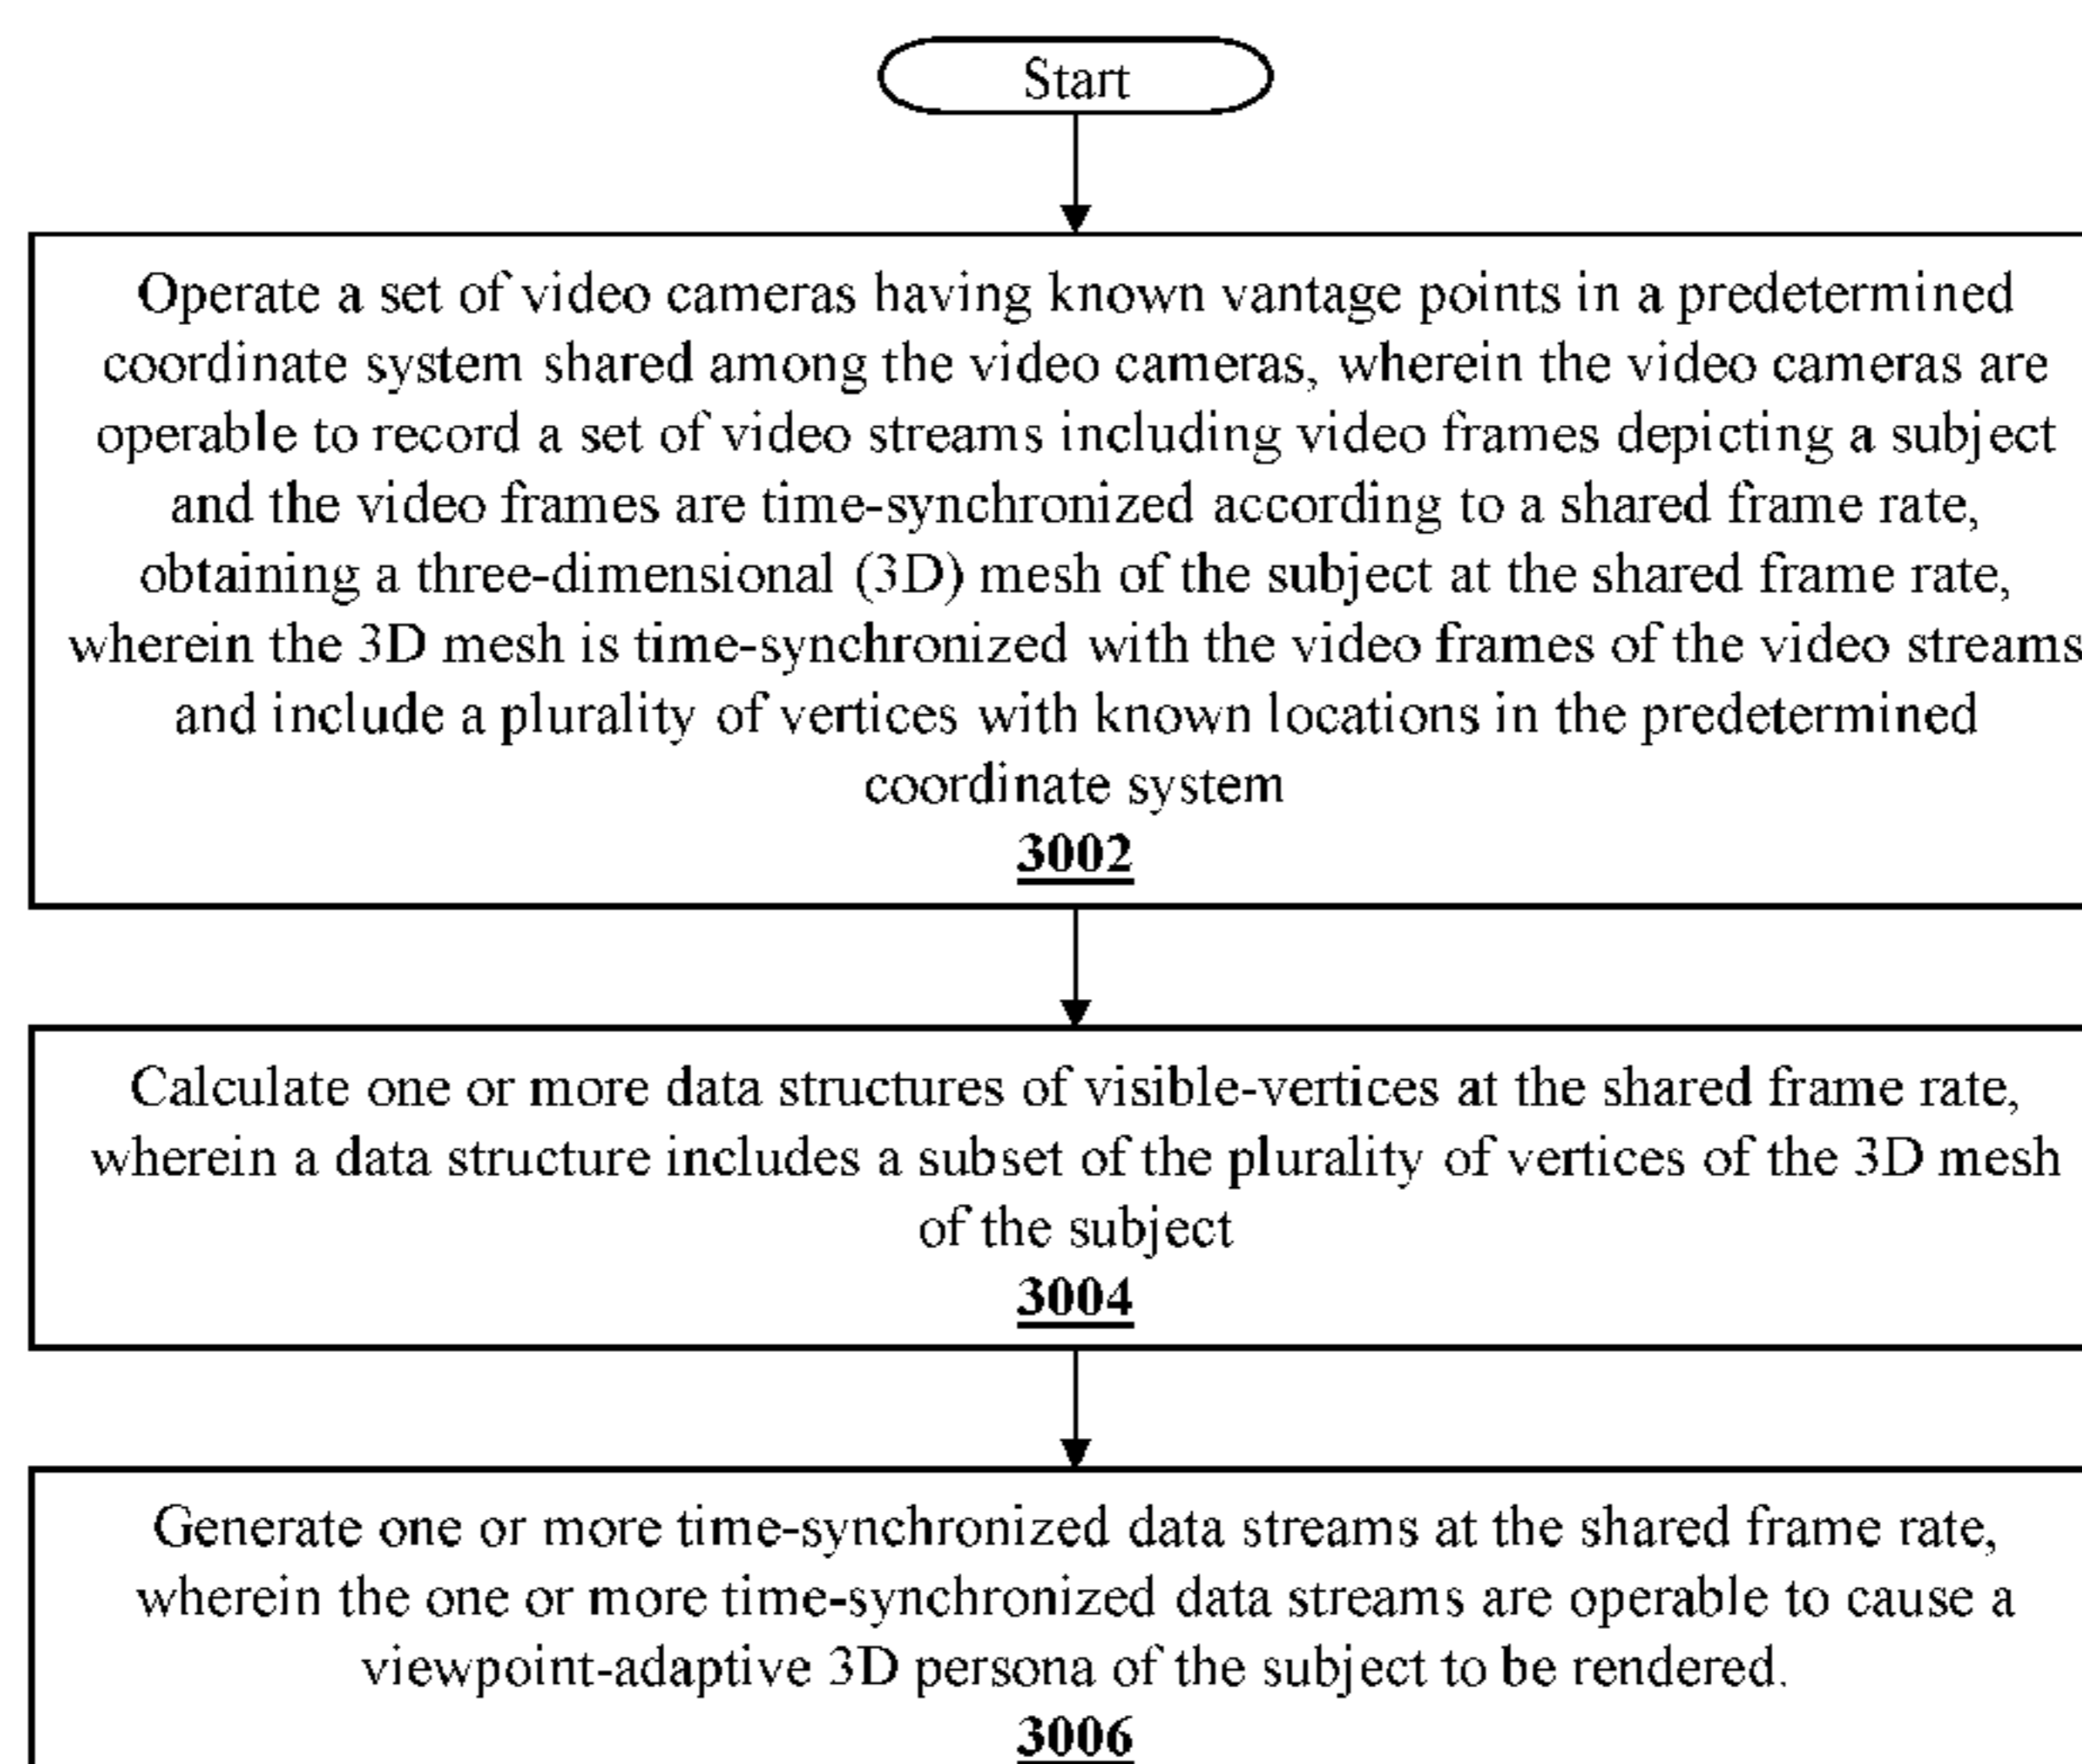 Start
Operate a set of video cameras having known vantage points in a predetermined
coordinate system shared among the video cameras, wherein the video cameras are
operable to record a set of video streams including video frames depicting a subject
and the video frames are time-synchronized according to a shared frame rate,
obtaining a three-dimensional (3D) mesh of the subject at the shared frame rate,
wherein the 3D mesh is time-synchronized with the video frames of the video streams
and include a plurality of vertices with known locations in the predetermined
coordinate system
3002
Calculate one or more data structures of visible-vertices at the shared frame rate,
wherein a data structure includes a subset of the plurality of vertices of the 3D mesh
of the subject
3004
Generate one or more time-synchronized data streams at the shared frame rate,
wherein the one or more time-synchronized data streams are operable to cause a
viewpoint-adaptive 3D persona of the subject to be rendered.
3006